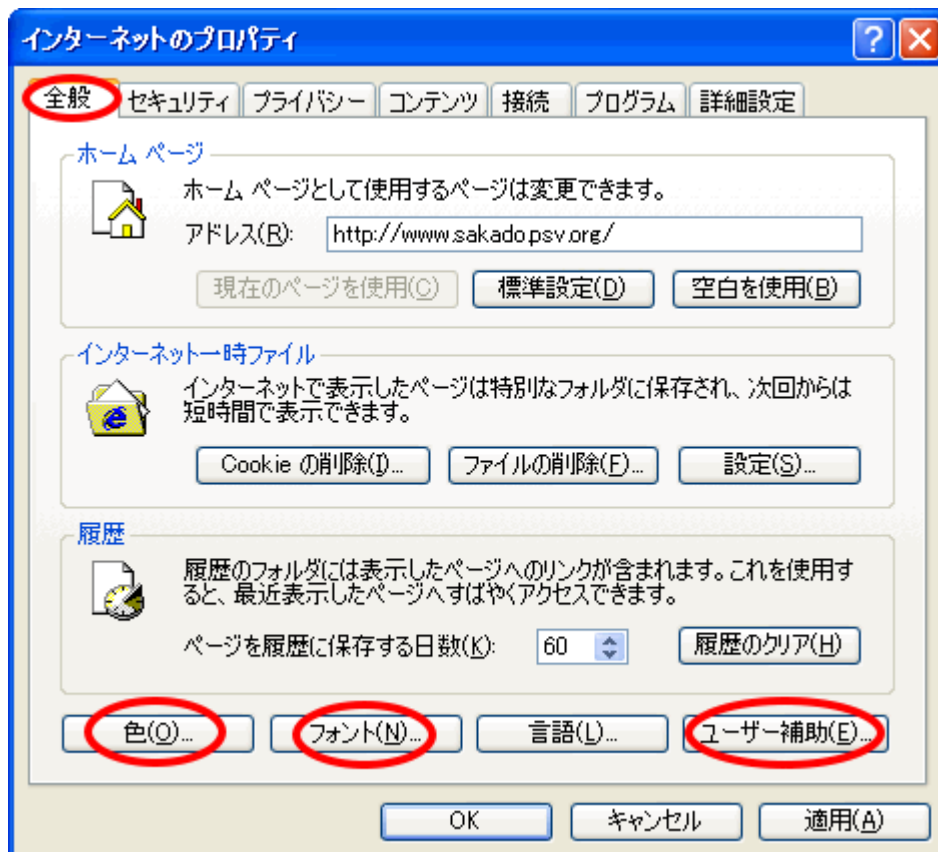 インターネットのプロパティ
全般 セキュリティ プライバシー コンテンツ 接続 プログラム 詳細設定
ホーム ページ
ホーム ページとして使用するページは変更できます。
アドレス(R): http://www.sakado.psv.org/
現在のページを使用(C) 標準設定(D) 空白を使用(B)
インターネット一時ファイル
インターネットで表示したページは特別なフォルダに保存され、次回からは
短時間で表示できます。
Cookie の削除(I)... ファイルの削除(F)... 設定(S)...
履歴
履歴のフォルダには表示したページへのリンクが含まれます。これを使用す
ると、最近表示したページへすばやくアクセスできます。
ページを履歴に保存する日数(K): 60 履歴のクリア(H)
色(O)... フォント(N)... 言語(L)... ユーザー補助(E)...
OK キャンセル 適用(A)